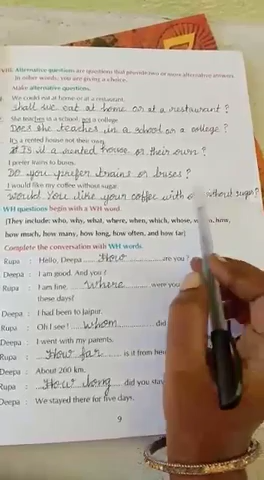 Alternative questions are questions that provide two or more alternative answers
in other words, you are giving a choice.
Make alternative questions.
We could eat at home or at a restaurant.
Shall we eat at home or at a restaurant?
She teaches in a school, not a college.
Does she teaches in a school or a college?
It's a rented house not their own.
Is it a rented house or their own?
I prefer trains to buses.
Do you prefer trains or buses?
I would like my coffee without sugar.
Would You like your coffee with or without sugar?
WH questions begin with a WH word.
(They include: who, why, what, where, when, which, whose, how,
how much, how many, how long, how often, and how far)
Complete the conversation with WH words.
Rupa : Hello, Deepa ....How.... are you?
Deepa : I am good. And you?
Rupa : I am fine. ....Where.... were you
these days?
Deepa : I had been to Jaipur.
Rupa : Oh I see! ....Whom.... did
Deepa : I went with my parents.
Rupa : ....How far.... is it from here
Deepa : About 260 km.
Rupa : ....How long.... did you stay
Deepa : We stayed there for five days.
9